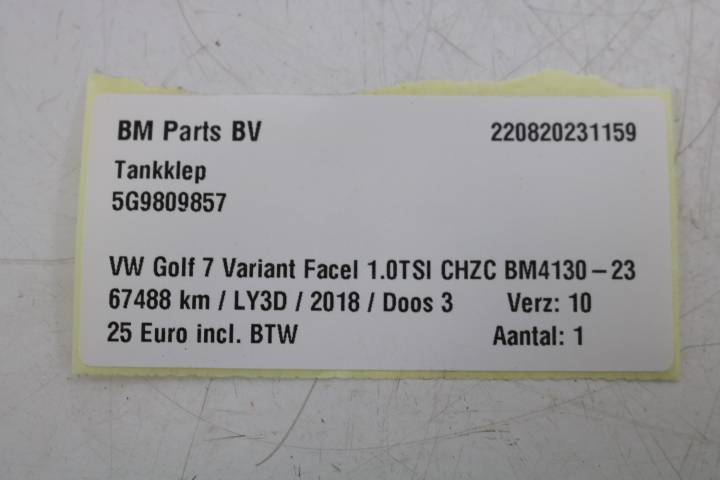 BM Parts BV 220820231159
Tankklep
5G9809857
VW Golf 7 Variant Facel 1.0TSI CHZC BM4130-23
67488 km / LY3D / 2018 / Doos 3 Verz: 10
25 Euro incl. BTW Aantal: 1